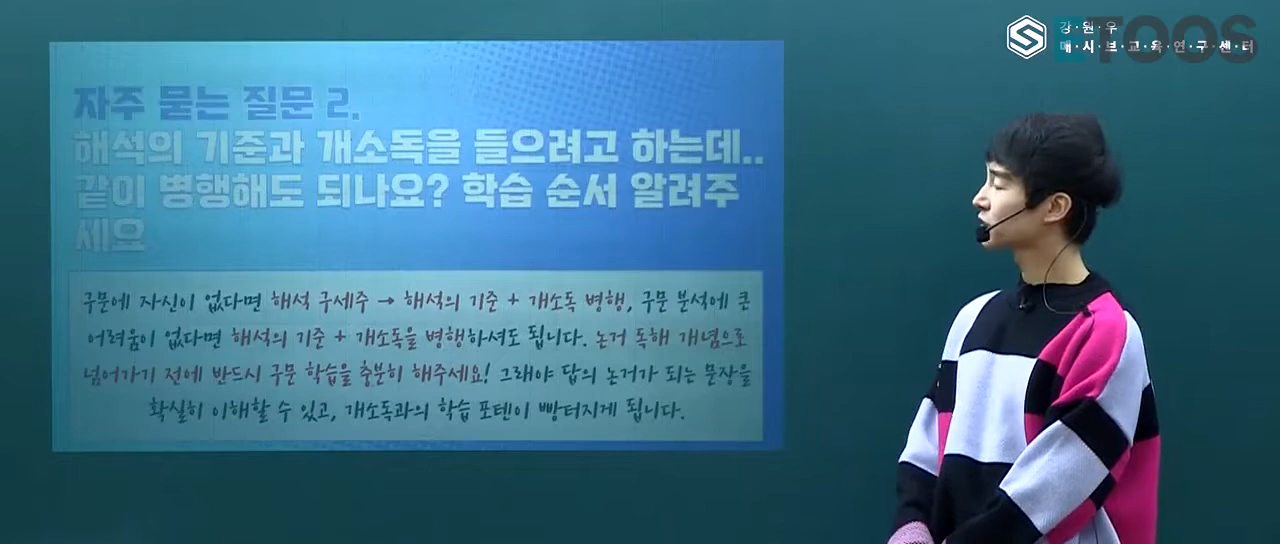 강·원·우
매·시·브·교·육·연·구·센·터
ETOOS
자주 묻는 질문 2.
해석의 기준과 개소독을 들으려고 하는데..
같이 병행해도 되나요? 학습 순서 알려주
세요
구문에 자신이 없다면 해석 구세주 → 해석의 기준 + 개소독 병행, 구문 분석에 큰
어려움이 없다면 해석의 기준 + 개소독을 병행하셔도 됩니다. 논거 독해 개념으로
넘어가기 전에 반드시 구문 학습을 충분히 해주세요! 그래야 답의 논거가 되는 문장을
확실히 이해할 수 있고, 개소독과의 학습 포텐이 빵터지게 됩니다.